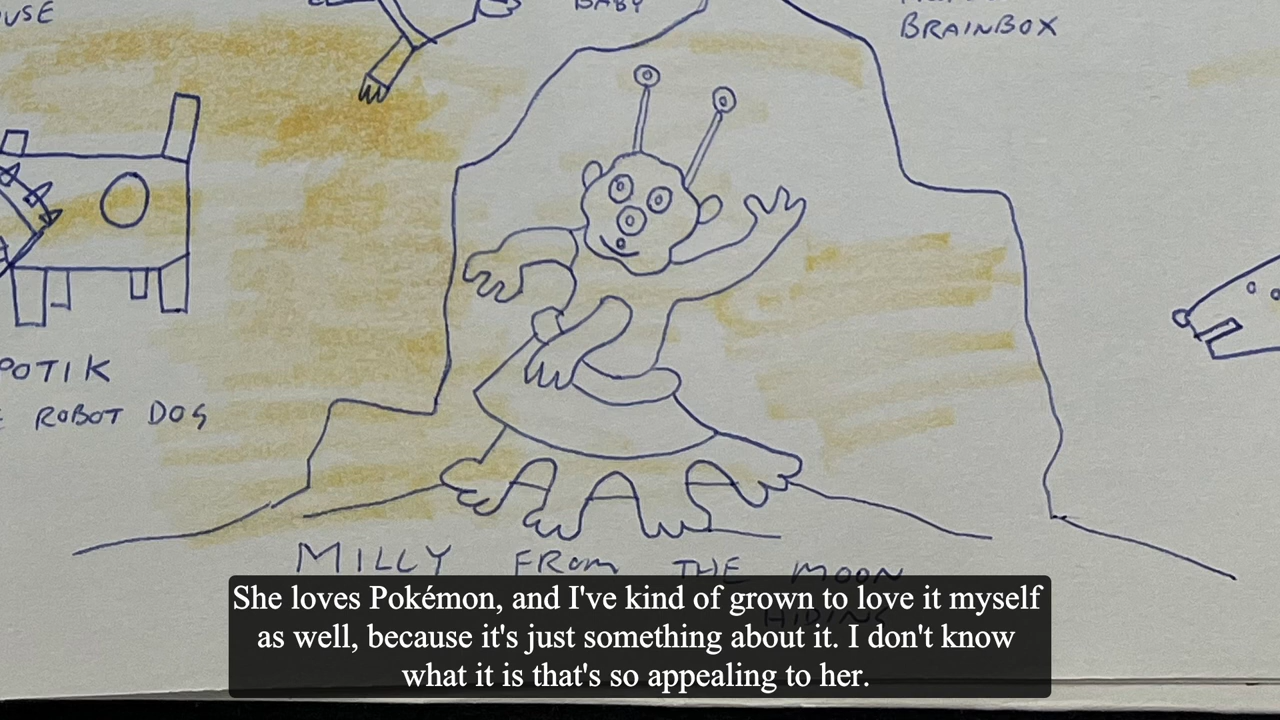 BABY
BRAINBOX
ROBOT DOG
MILLY FROM THE MOON
HIDING
She loves Pokémon, and I've kind of grown to love it myself
as well, because it's just something about it. I don't know
what it is that's so appealing to her.